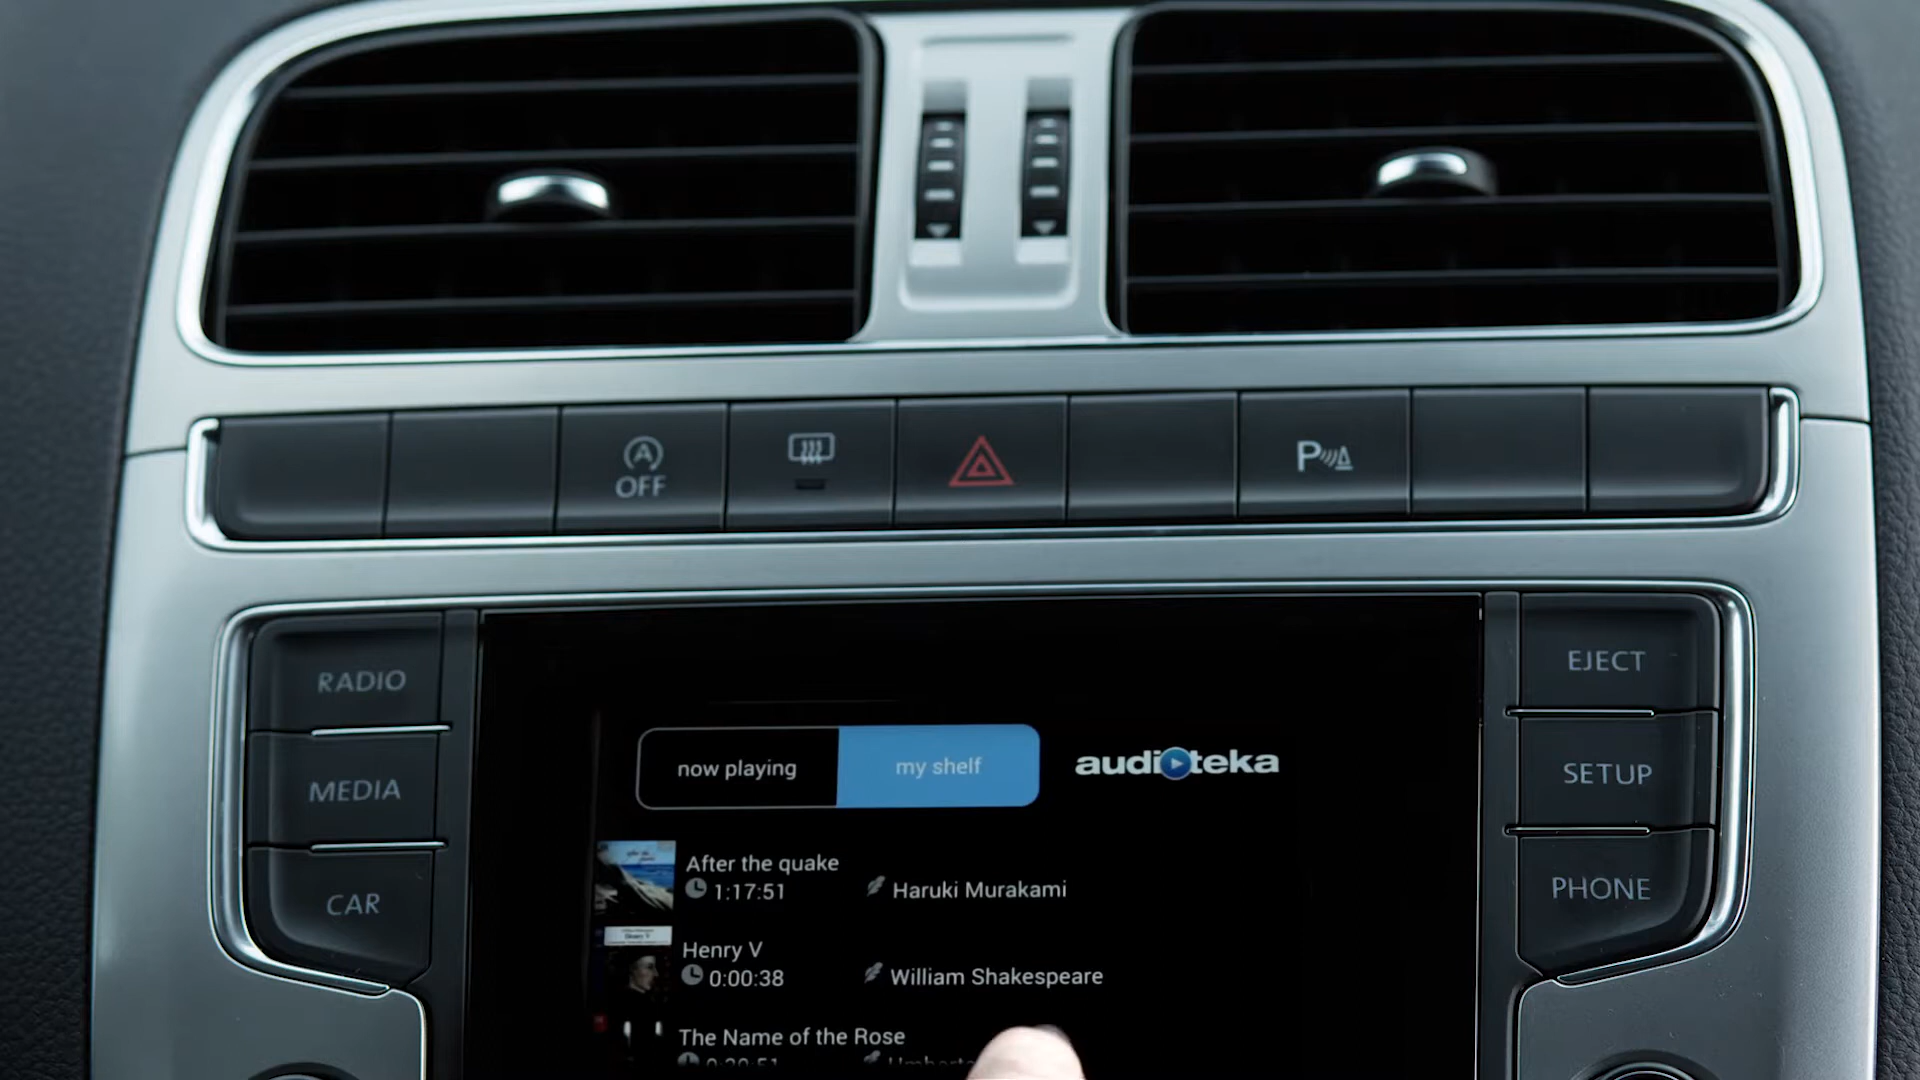 A
OFF
P
RADIO
MEDIA
CAR
EJECT
SETUP
PHONE
now playing
my shelf
audioteka
After the quake
1:17:51
Haruki Murakami
Henry V
0:00:38
William Shakespeare
The Name of the Rose